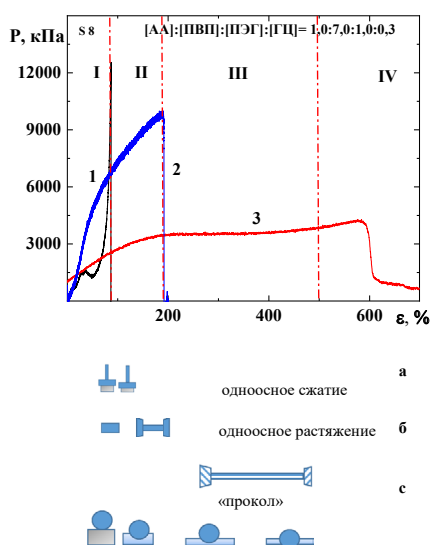 P, кПа
S 8 [АА]:[ПВП]:[ПЭГ]:[ГЦ]= 1,0:7,0:1,0:0,3
12000
I II III IV
9000
1 2
6000
3
3000
200 400 600
ε, %
а
одноосное сжатие
одноосное растяжение б
с
«прокол»